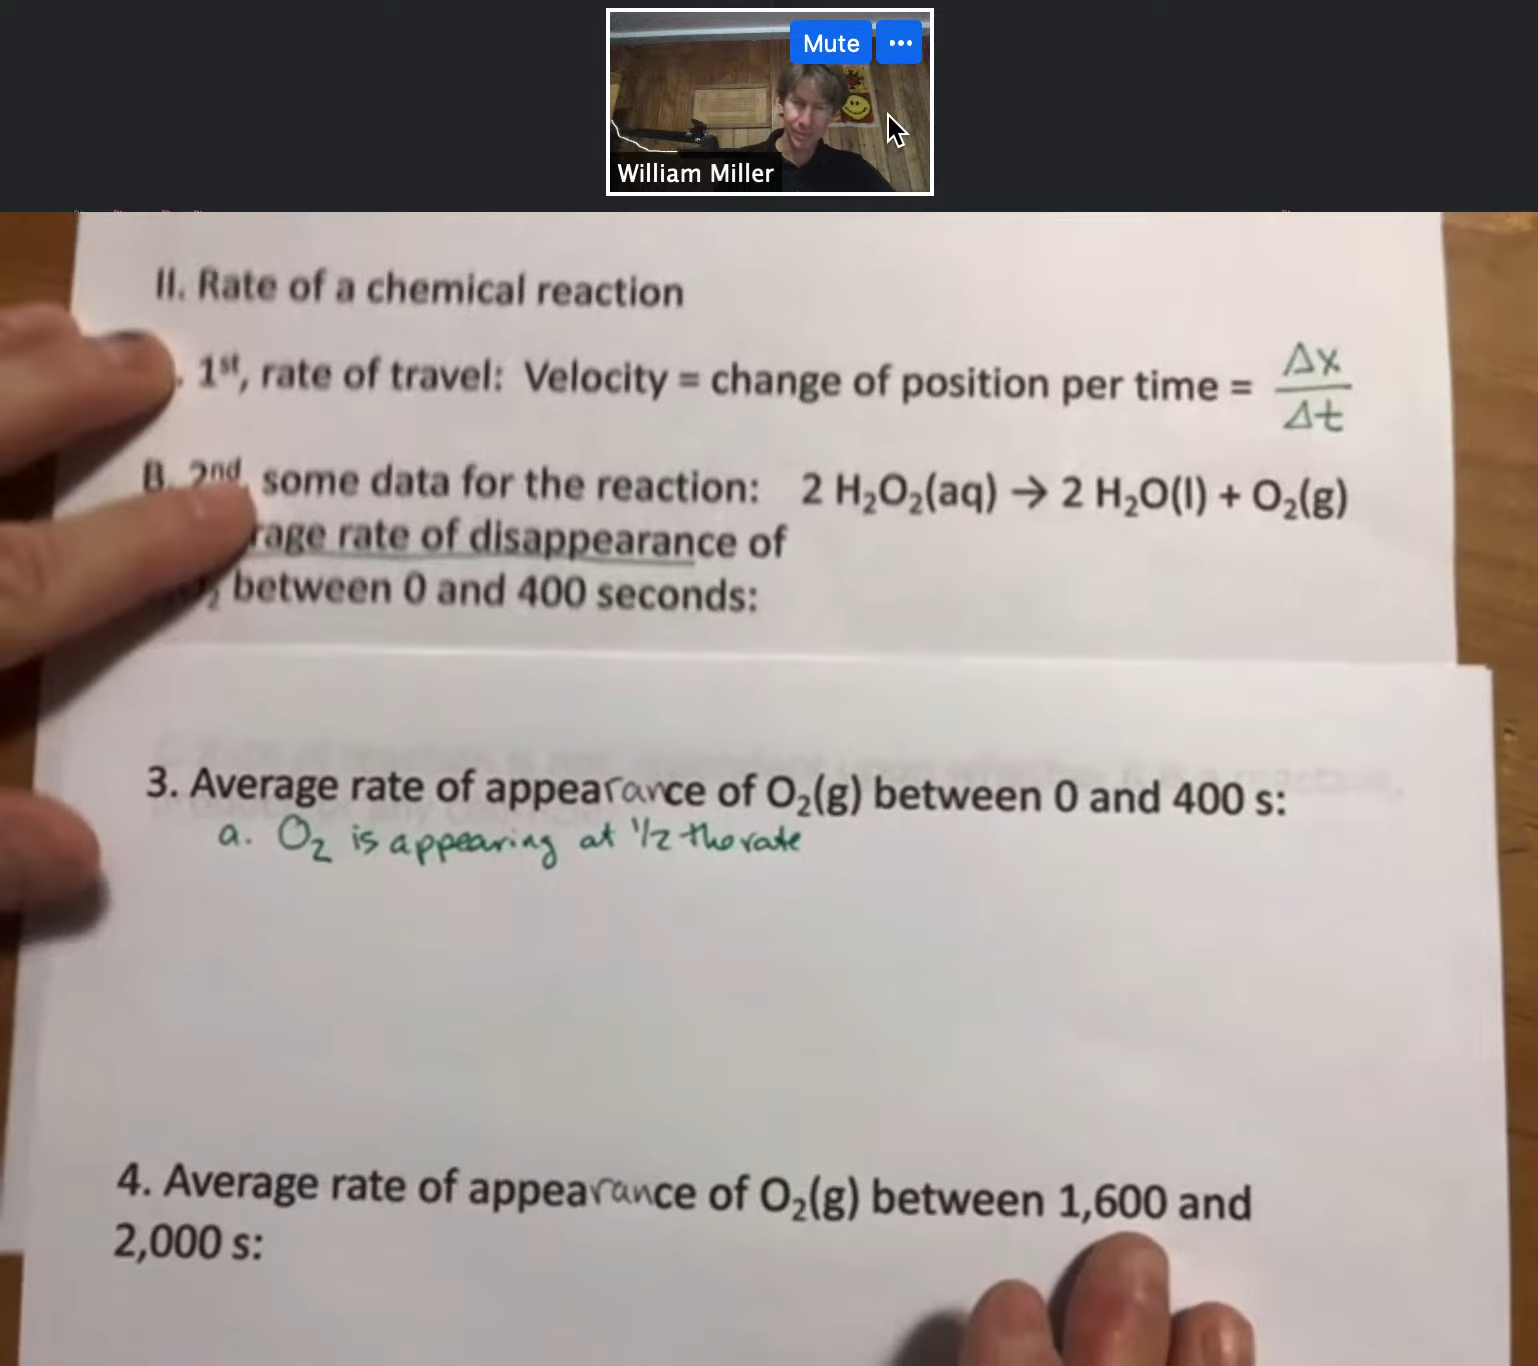 Mute •••
William Miller
II. Rate of a chemical reaction
. 1st, rate of travel: Velocity = change of position per time = Δx / Δt
B. 2nd, some data for the reaction: 2 H₂O₂(aq) → 2 H₂O(l) + O₂(g)
rage rate of disappearance of
₂ between 0 and 400 seconds:
3. Average rate of appearance of O₂(g) between 0 and 400 s:
a. O₂ is appearing at 1/2 the rate
4. Average rate of appearance of O₂(g) between 1,600 and
2,000 s: